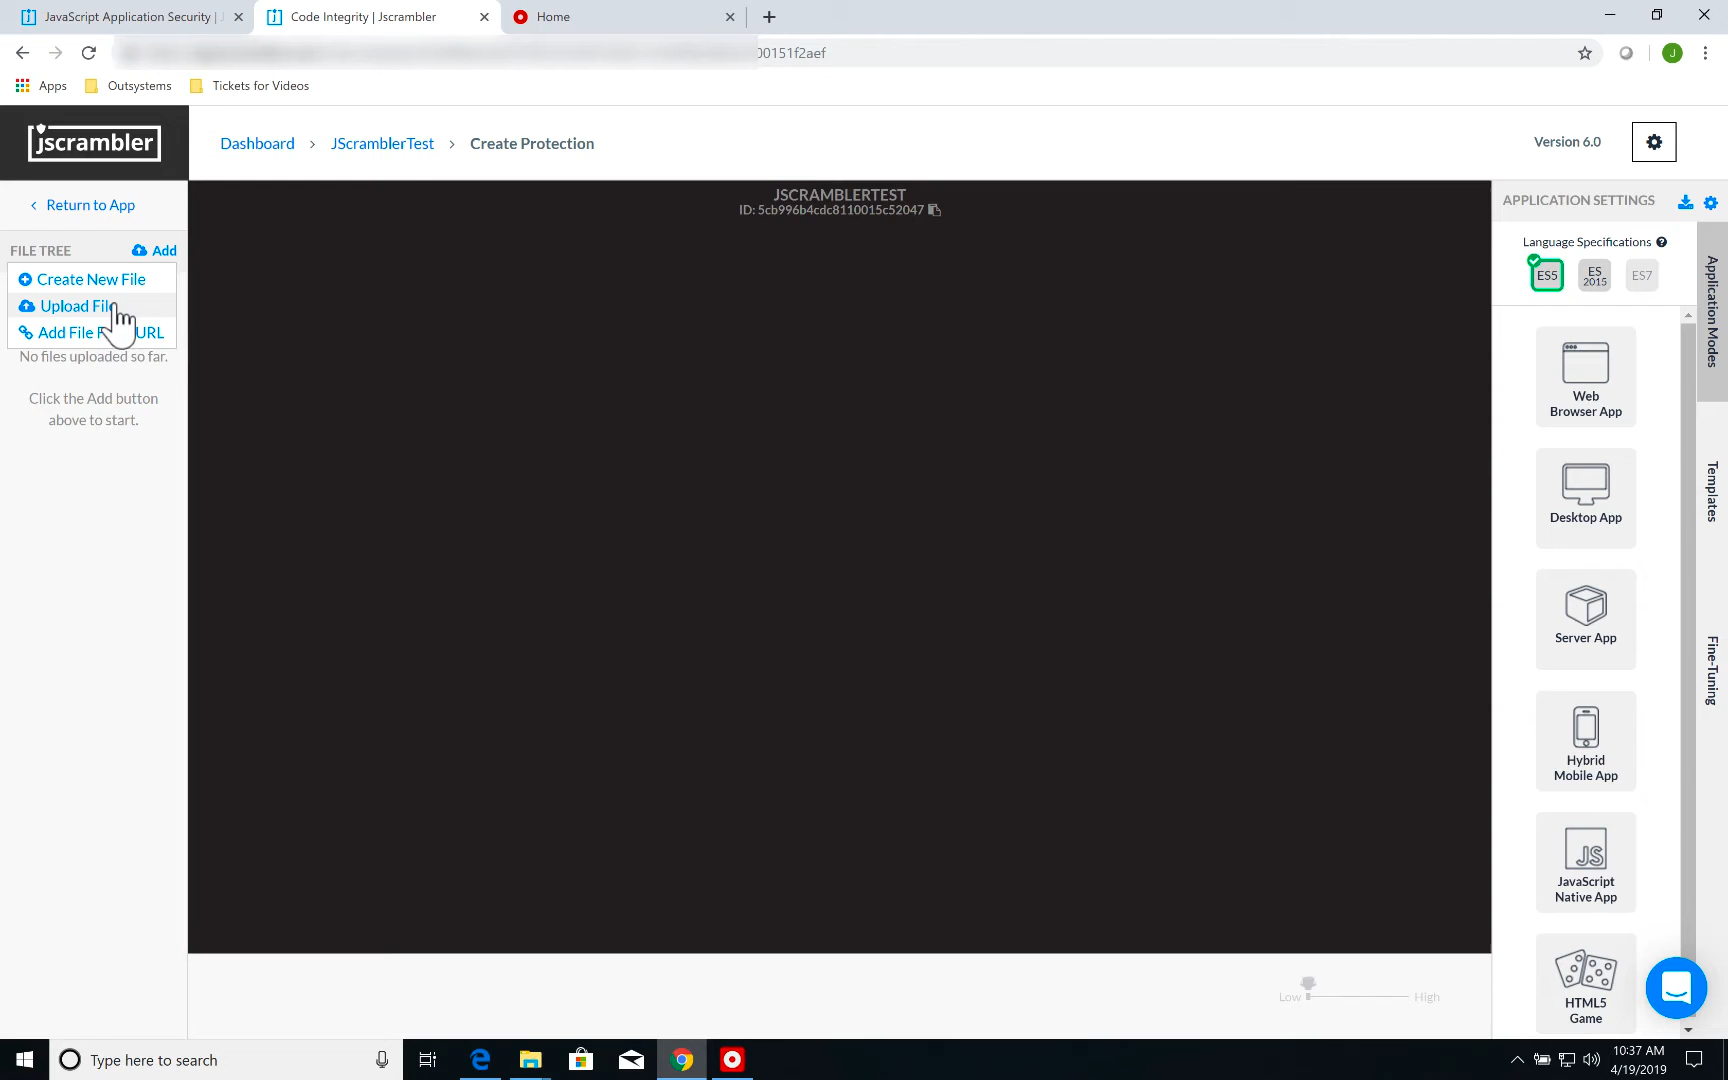 JavaScript Application Security |
Code Integrity | Jscrambler
Home
00151f2aef
J
Apps
Outsystems
Tickets for Videos
jscrambler
Dashboard > JScramblerTest > Create Protection
Version 6.0
< Return to App
FILE TREE
Add
Create New File
Upload File
Add File URL
No files uploaded so far.
Click the Add button
above to start.
JSCRAMBLERTEST
ID: 5cb996b4cdc8110015c52047
APPLICATION SETTINGS
Language Specifications
ES5
ES
2015
ES7
Web
Browser App
Desktop App
Server App
Hybrid
Mobile App
JS
JavaScript
Native App
HTML5
Game
Application Modes
Templates
Fine-Tuning
Low
High
Type here to search
10:37 AM
4/19/2019